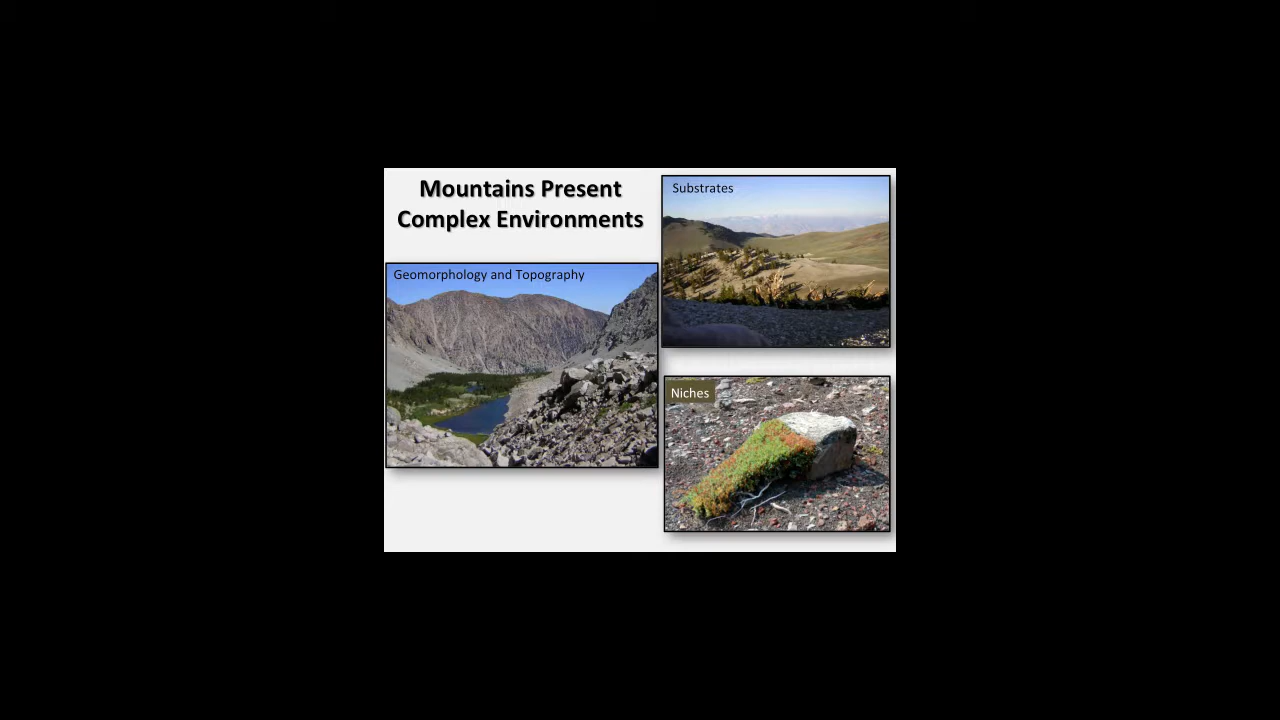 Mountains Present
Complex Environments
Geomorphology and Topography
Substrates
Niches